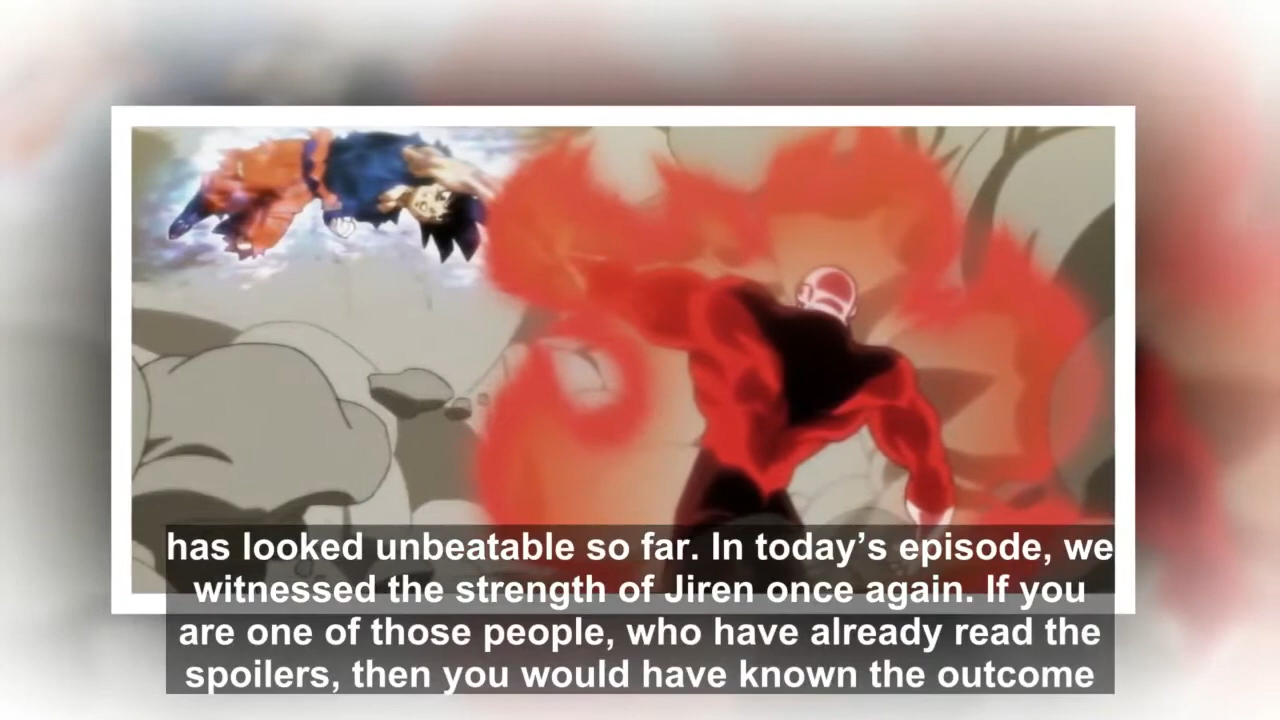 has looked unbeatable so far. In today’s episode, we
witnessed the strength of Jiren once again. If you
are one of those people, who have already read the
spoilers, then you would have known the outcome